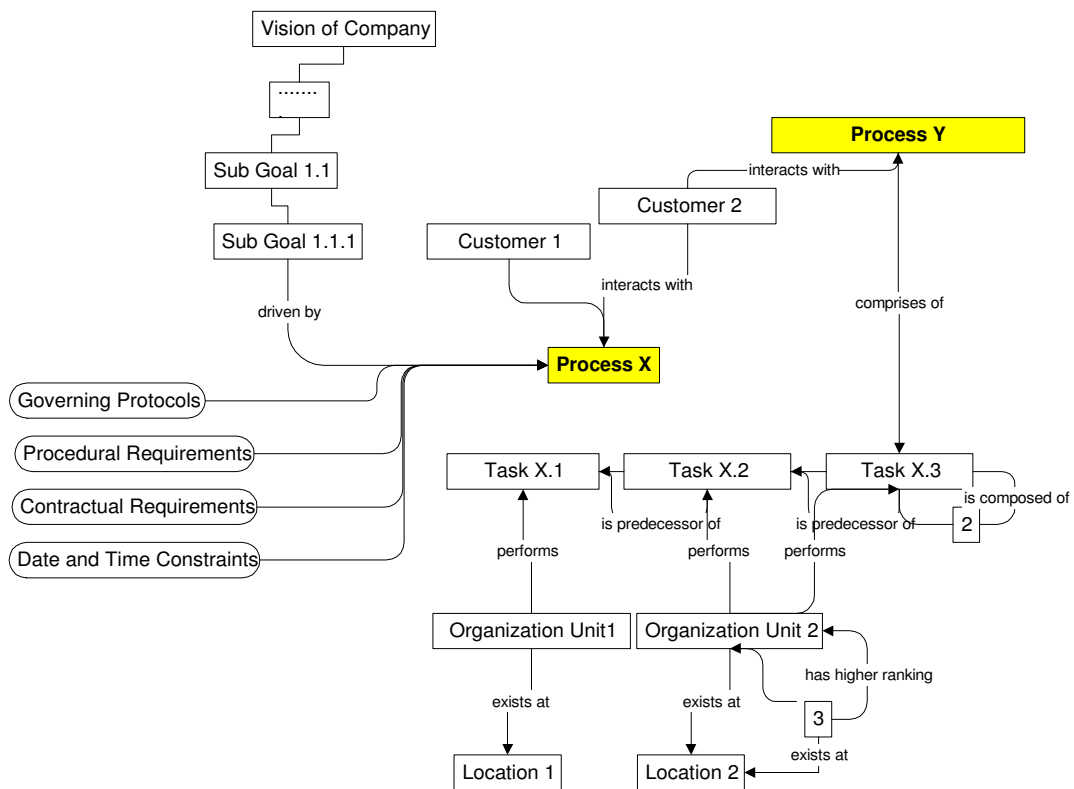 Vision of Company
.......
.
Process Y
Sub Goal 1.1
interacts with
Customer 2
Sub Goal 1.1.1
Customer 1
interacts with
driven by
comprises of
Process X
Governing Protocols
Procedural Requirements
Task X.1
Task X.2
Task X.3
Contractual Requirements
is composed of
is predecessor of
is predecessor of
2
Date and Time Constraints
performs
performs
performs
Organization Unit1
Organization Unit 2
has higher ranking
exists at
exists at
3
exists at
Location 1
Location 2